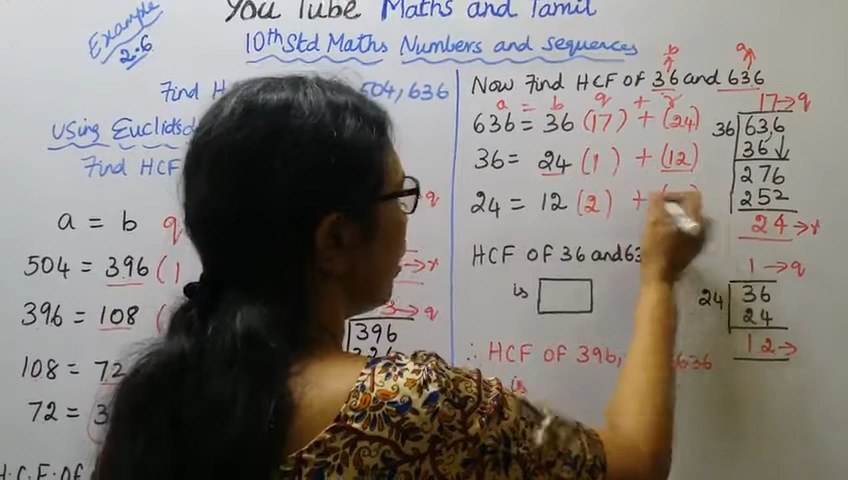 You Tube Maths and Tamil
Example 2.6
10th Std Maths Numbers and sequences
Find 504, 636
Using Euclids
Find HCF
a = b q
504 = 396 (1
396 = 108 (
108 = 72
72 = 3
H.C.F. OF
q
r
3 → q
396
Now Find HCF OF 36 and 636
b a
a = b q + r
636 = 36 (17) + (24)
36 = 24 (1) + (12)
24 = 12 (2) + (
HCF OF 36 and 63
is
∴ HCF OF 396, 636
is
17 → q
36 636
36 ↓
276
252
24 → r
1 → q
24 36
24
12 →